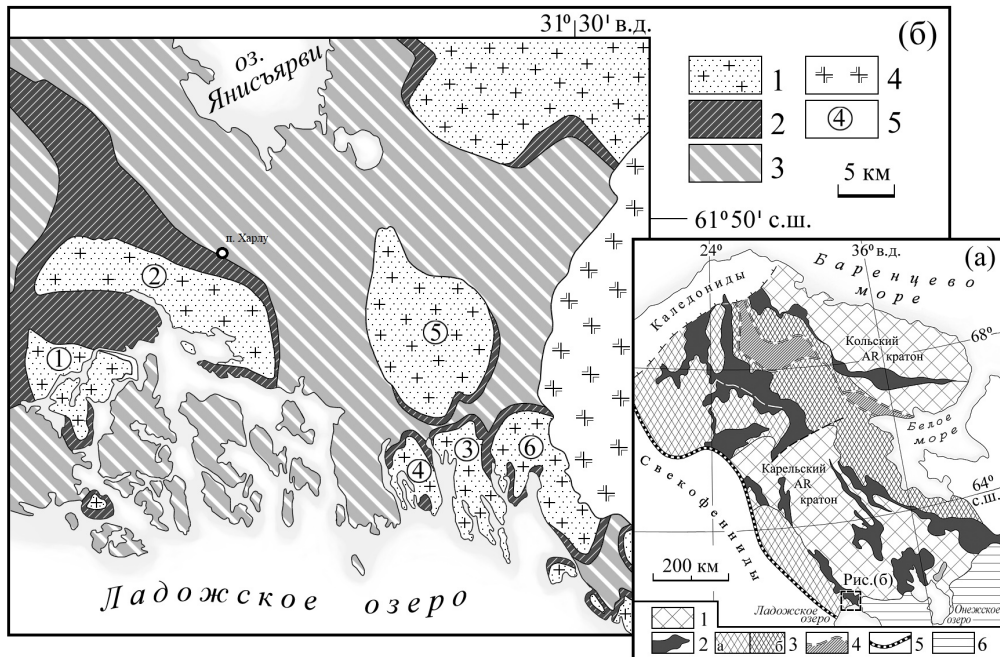 31° 30' в.д.
(б)
оз.
Янисъярви
1
4
2
④ 5
3
5 км
61° 50' с.ш.
п. Харлу
②
①
⑤
③
④
⑥
Ладожское озеро
(а)
24°
36° в.д.
Баренцево
море
Каледониды
68°
Кольский
AR кратон
Белое
море
Свекофениды
Карельский
AR
кратон
64°
с.ш.
200 км
Рис.(б)
Ладожское
озеро
Онежское
озеро
1
2
а б 3
4
5
6